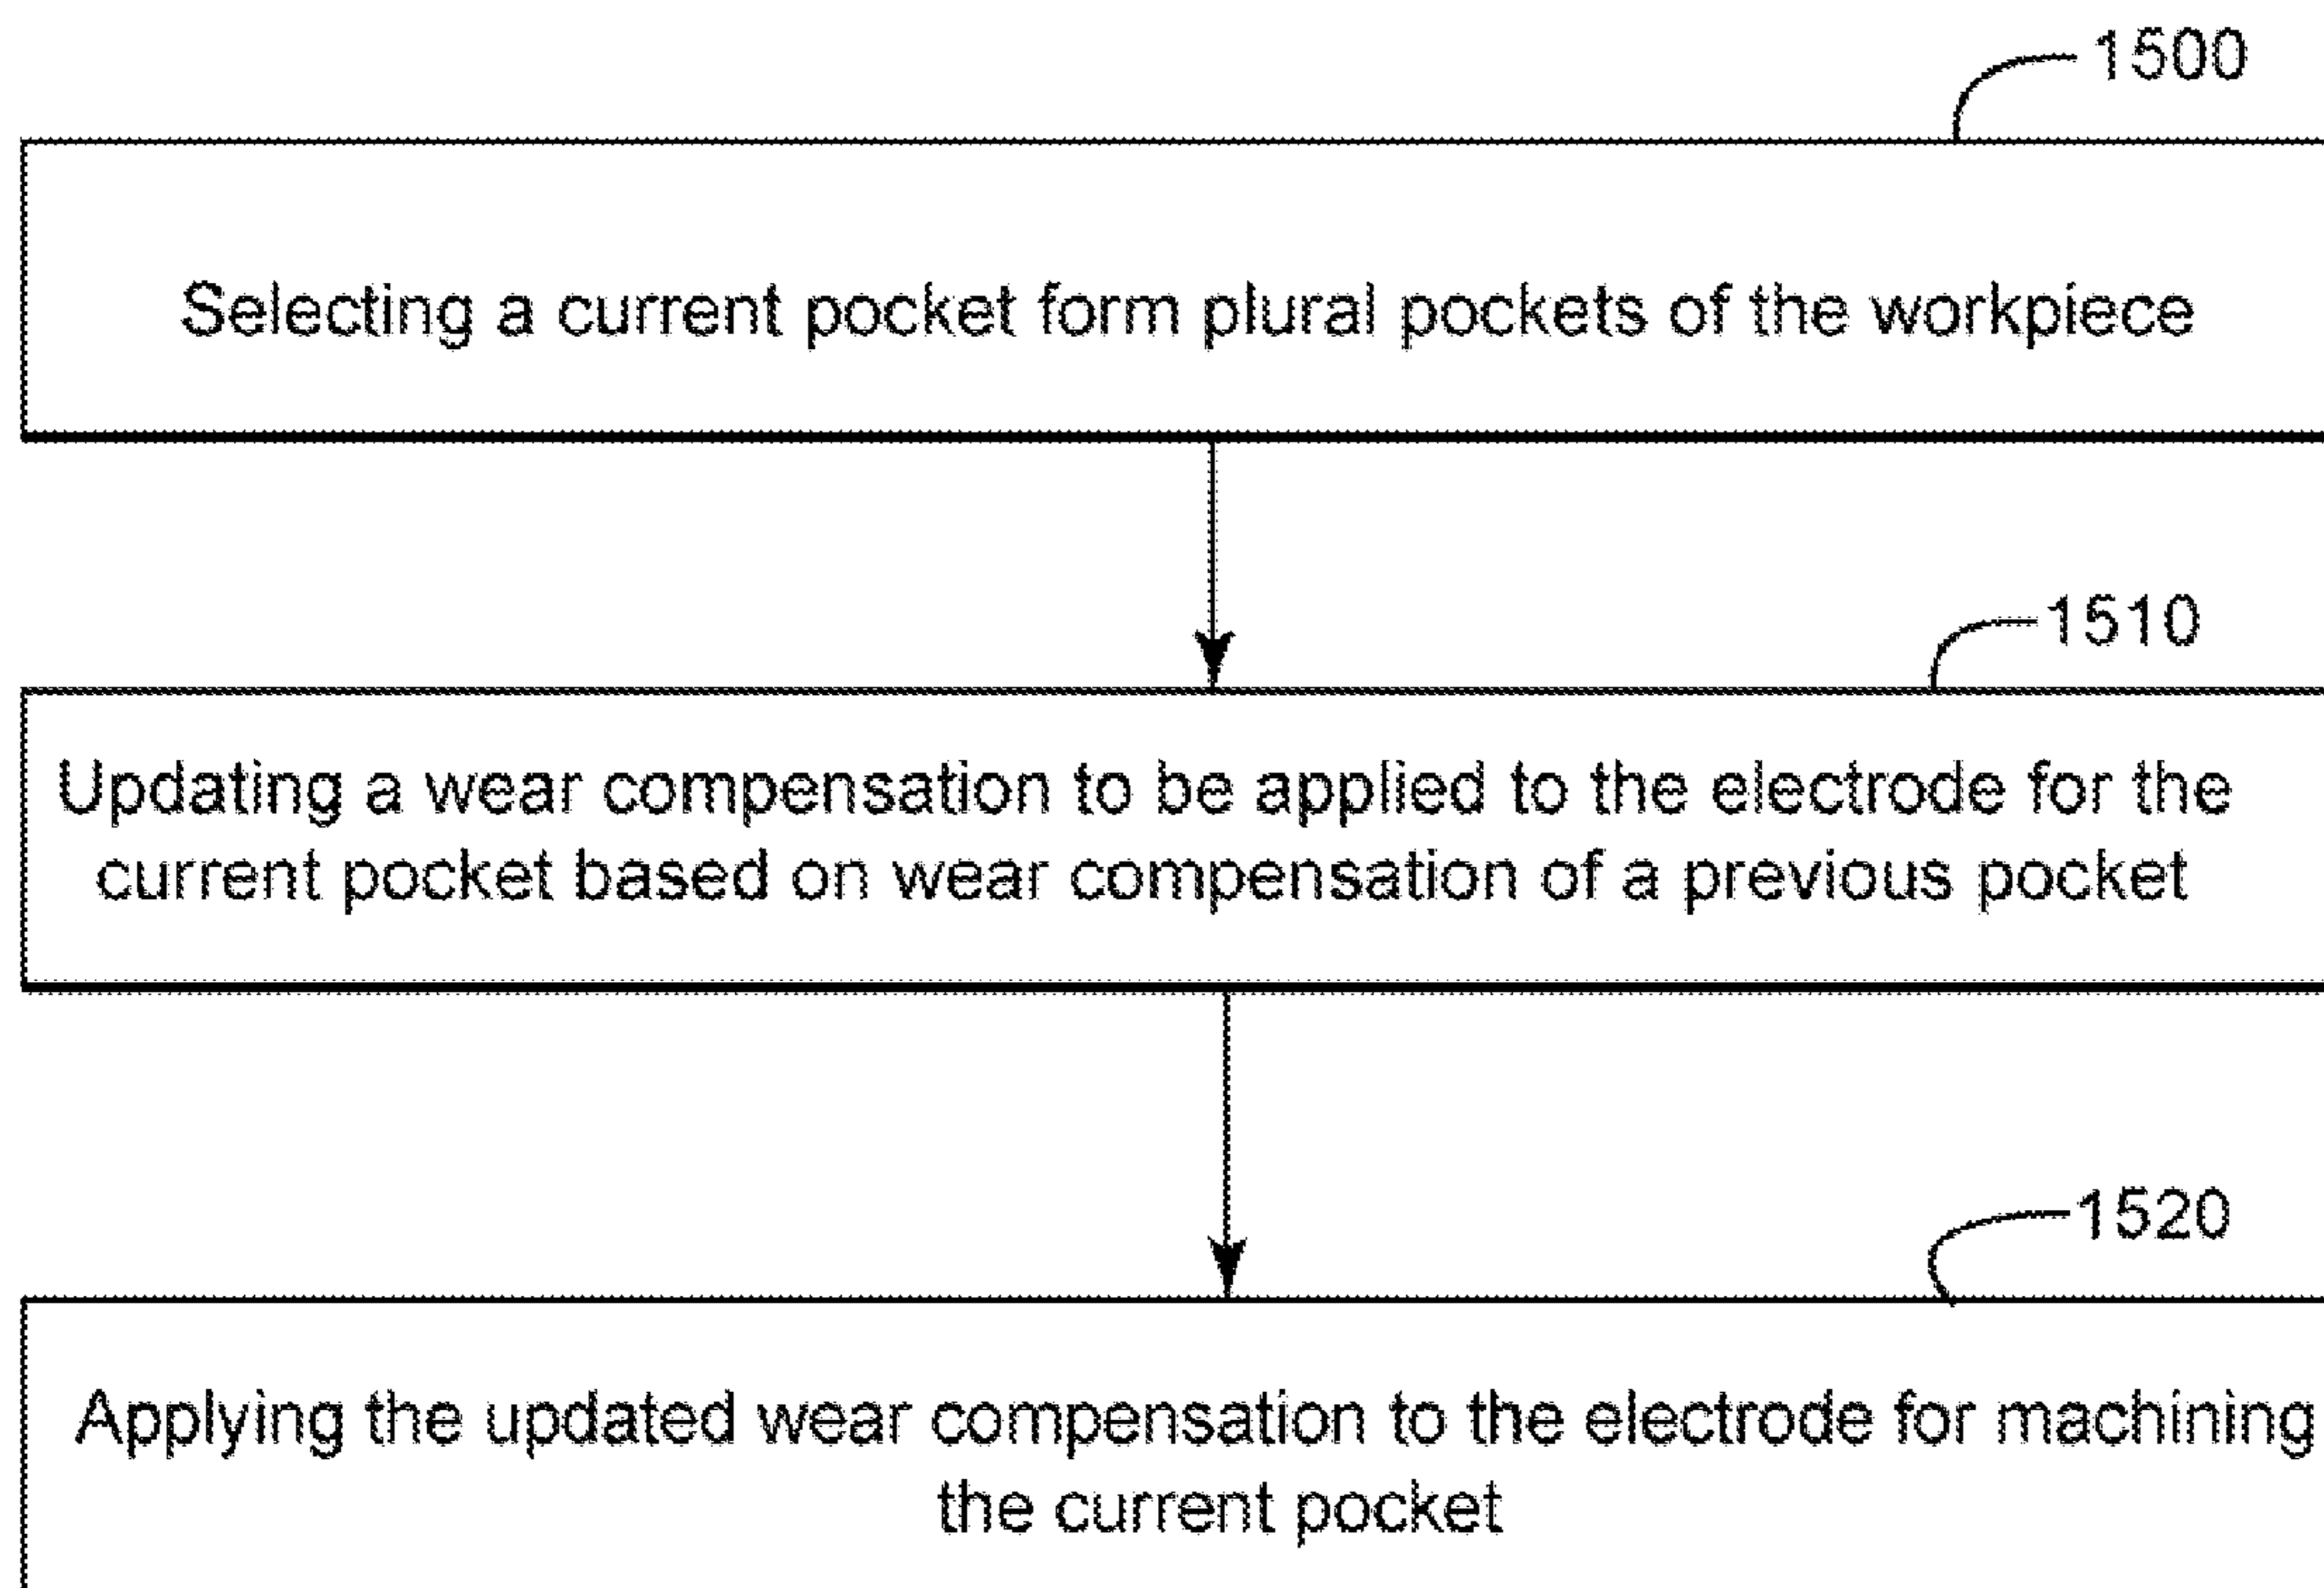 1500
Selecting a current pocket form plural pockets of the workpiece
1510
Updating a wear compensation to be applied to the electrode for the
current pocket based on wear compensation of a previous pocket
1520
Applying the updated wear compensation to the electrode for machining
the current pocket